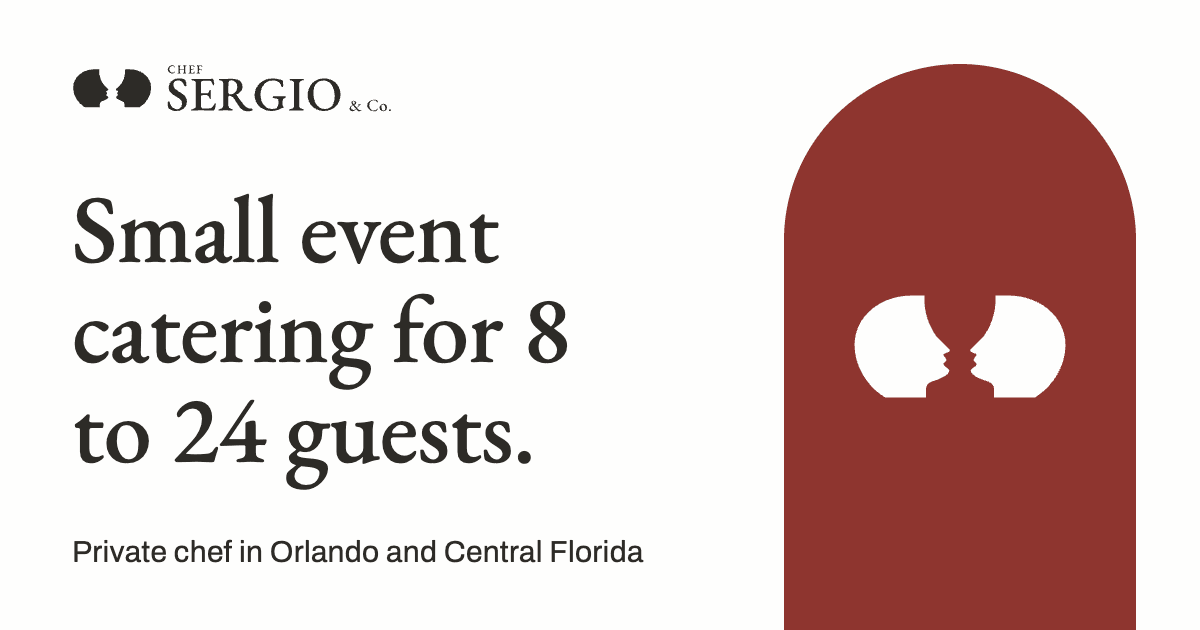 CHEF
SERGIO & Co.
Small event
catering for 8
to 24 guests.
Private chef in Orlando and Central Florida